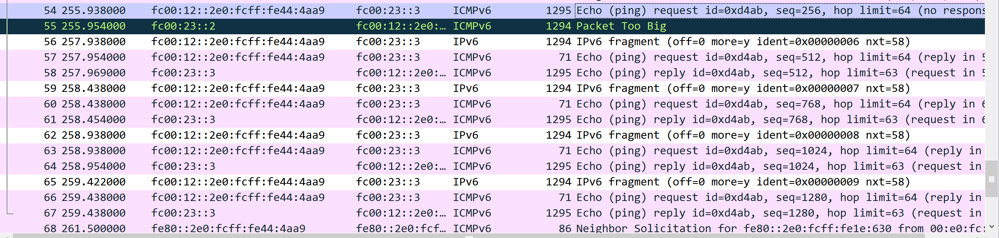 54 255.938000 fc00:12::2e0:fcff:fe44:4aa9 fc00:23::3 ICMPv6 1295 Echo (ping) request id=0xd4ab, seq=256, hop limit=64 (no respons
55 255.954000 fc00:23::2 fc00:12::2e0:… ICMPv6 1294 Packet Too Big
56 257.938000 fc00:12::2e0:fcff:fe44:4aa9 fc00:23::3 IPv6 1294 IPv6 fragment (off=0 more=y ident=0x00000006 nxt=58)
57 257.954000 fc00:12::2e0:fcff:fe44:4aa9 fc00:23::3 ICMPv6 71 Echo (ping) request id=0xd4ab, seq=512, hop limit=64 (reply in 5
58 257.969000 fc00:23::3 fc00:12::2e0:… ICMPv6 1295 Echo (ping) reply id=0xd4ab, seq=512, hop limit=63 (request in 5
59 258.438000 fc00:12::2e0:fcff:fe44:4aa9 fc00:23::3 IPv6 1294 IPv6 fragment (off=0 more=y ident=0x00000007 nxt=58)
60 258.438000 fc00:12::2e0:fcff:fe44:4aa9 fc00:23::3 ICMPv6 71 Echo (ping) request id=0xd4ab, seq=768, hop limit=64 (reply in 6
61 258.454000 fc00:23::3 fc00:12::2e0:… ICMPv6 1295 Echo (ping) reply id=0xd4ab, seq=768, hop limit=63 (request in 6
62 258.938000 fc00:12::2e0:fcff:fe44:4aa9 fc00:23::3 IPv6 1294 IPv6 fragment (off=0 more=y ident=0x00000008 nxt=58)
63 258.938000 fc00:12::2e0:fcff:fe44:4aa9 fc00:23::3 ICMPv6 71 Echo (ping) request id=0xd4ab, seq=1024, hop limit=64 (reply in
64 258.954000 fc00:23::3 fc00:12::2e0:… ICMPv6 1295 Echo (ping) reply id=0xd4ab, seq=1024, hop limit=63 (request in
65 259.422000 fc00:12::2e0:fcff:fe44:4aa9 fc00:23::3 IPv6 1294 IPv6 fragment (off=0 more=y ident=0x00000009 nxt=58)
66 259.438000 fc00:12::2e0:fcff:fe44:4aa9 fc00:23::3 ICMPv6 71 Echo (ping) request id=0xd4ab, seq=1280, hop limit=64 (reply in
67 259.438000 fc00:23::3 fc00:12::2e0:… ICMPv6 1295 Echo (ping) reply id=0xd4ab, seq=1280, hop limit=63 (request in
68 261.500000 fe80::2e0:fcff:fe44:4aa9 fe80::2e0:fcf… ICMPv6 86 Neighbor Solicitation for fe80::2e0:fcff:fe1e:630 from 00:e0:fc: